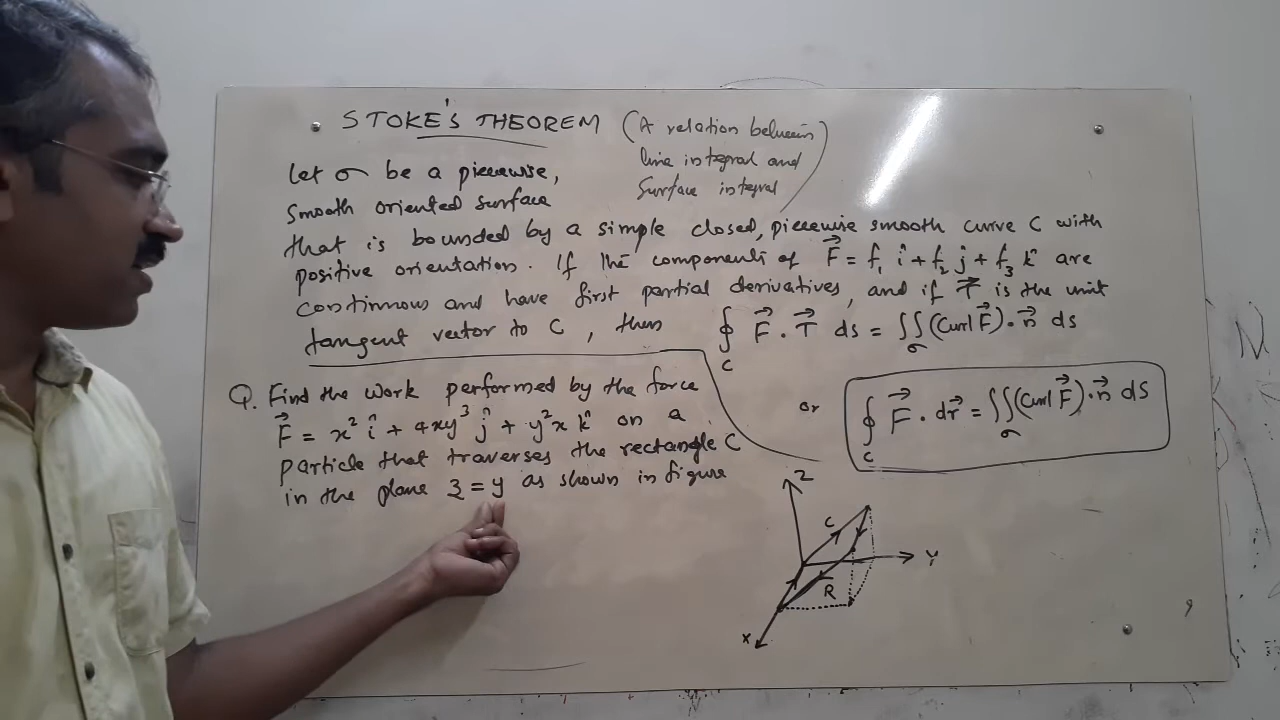 STOKE'S THEOREM (A relation between
line integral and
Surface integral)
Let σ be a piecewise,
smooth oriented surface
that is bounded by a simple closed, piecewise smooth curve C with
positive orientation. If the components of F⃗ = f₁ i + f₂ j + f₃ k̂ are
continuous and have first partial derivatives, and if T⃗ is the unit
tangent vector to C, then ∮_C F⃗ · T⃗ ds = ∬_σ (curl F⃗) · n⃗ ds
or ∮_C F⃗ · dr⃗ = ∬_σ (curl F⃗) · n⃗ ds
Q. Find the work performed by the force
F⃗ = x² î + 4xy³ ĵ + y²x k̂ on a
particle that traverses the rectangle C
in the plane z = y as shown in figure
Z
C
Y
R
X